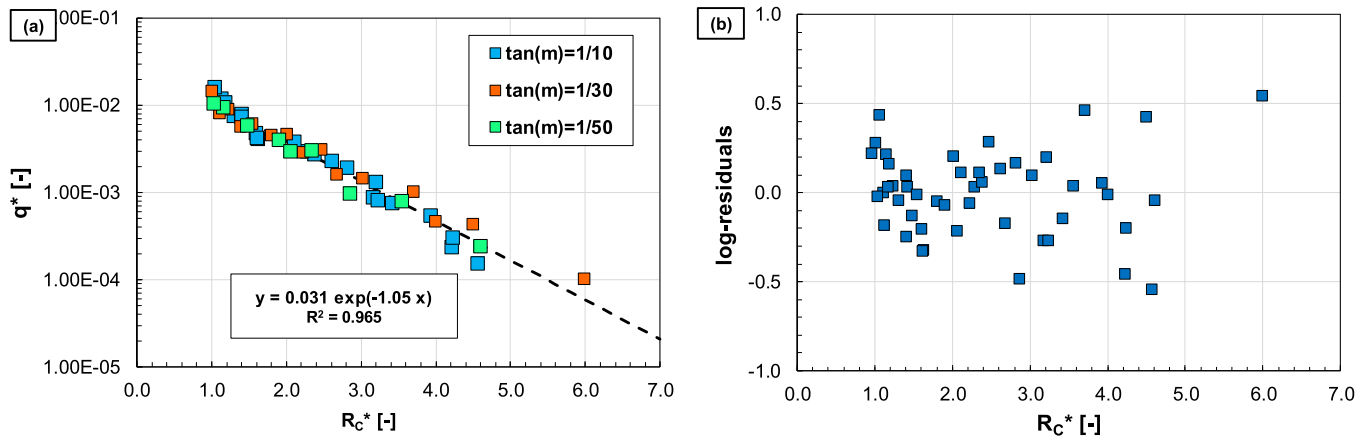 (a)
1.00E-01
1.00E-02
1.00E-03
1.00E-04
1.00E-05
q* [-]
tan(m)=1/10
tan(m)=1/30
tan(m)=1/50
y = 0.031 exp(-1.05 x)
R² = 0.965
0.0 1.0 2.0 3.0 4.0 5.0 6.0 7.0
R_C* [-]
(b)
1.0
0.5
0.0
-0.5
-1.0
log-residuals
0.0 1.0 2.0 3.0 4.0 5.0 6.0 7.0
R_C* [-]